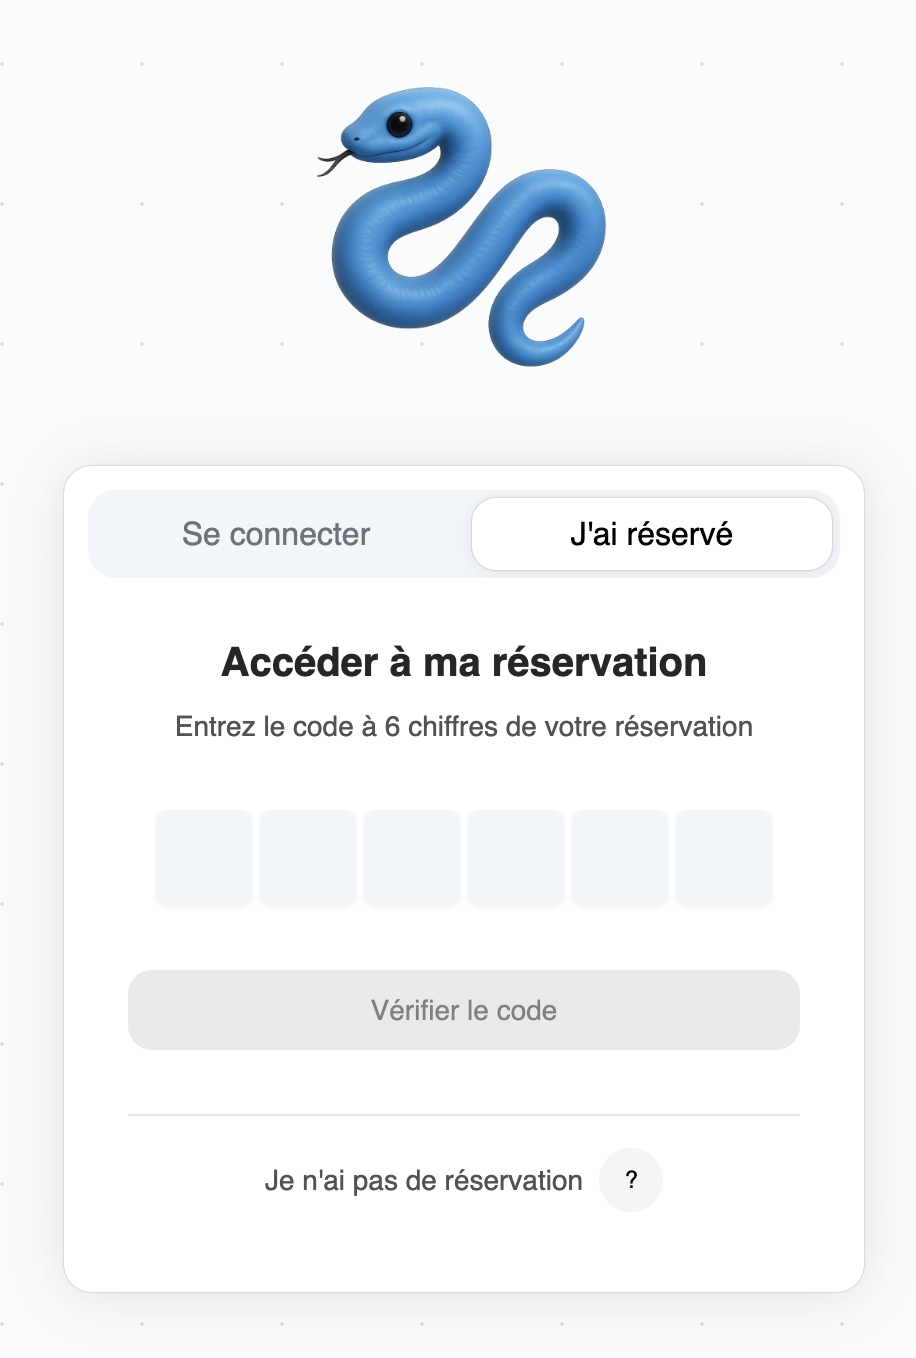 Se connecter
J'ai réservé
Accéder à ma réservation
Entrez le code à 6 chiffres de votre réservation
Vérifier le code
Je n'ai pas de réservation
?